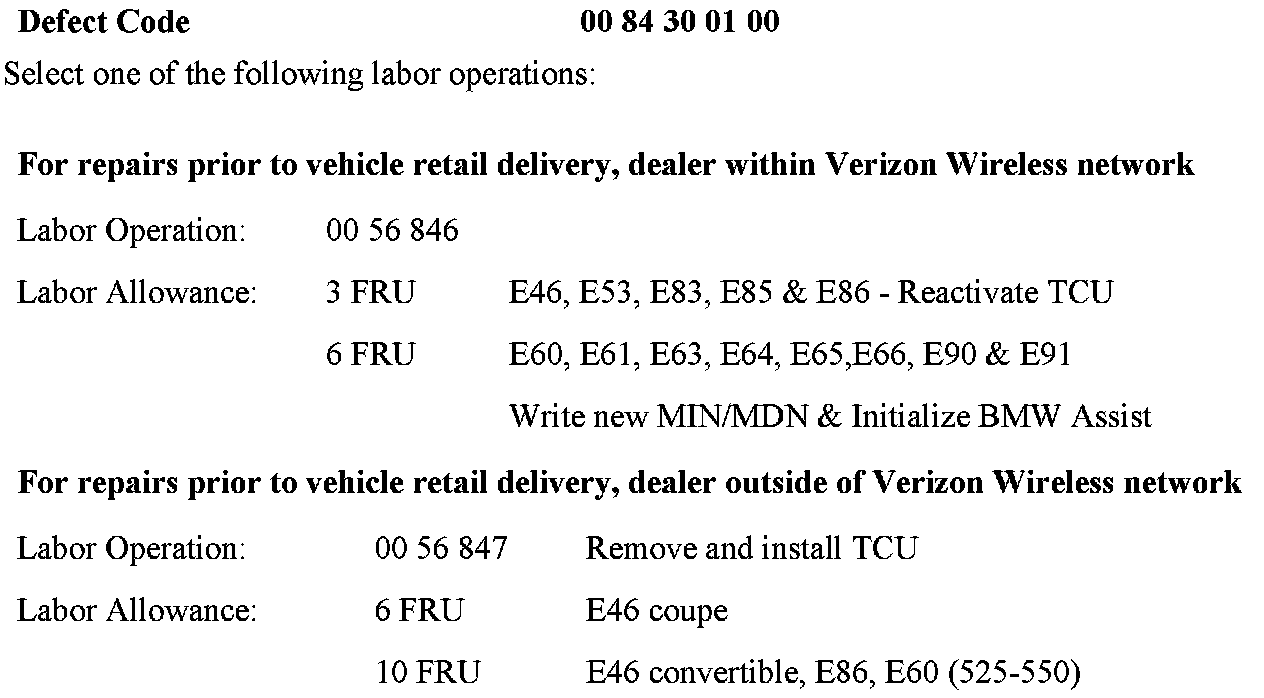 Defect Code 00 84 30 01 00
Select one of the following labor operations:
For repairs prior to vehicle retail delivery, dealer within Verizon Wireless network
Labor Operation: 00 56 846
Labor Allowance: 3 FRU E46, E53, E83, E85 & E86 - Reactivate TCU
6 FRU E60, E61, E63, E64, E65,E66, E90 & E91
Write new MIN/MDN & Initialize BMW Assist
For repairs prior to vehicle retail delivery, dealer outside of Verizon Wireless network
Labor Operation: 00 56 847 Remove and install TCU
Labor Allowance: 6 FRU E46 coupe
10 FRU E46 convertible, E86, E60 (525-550)